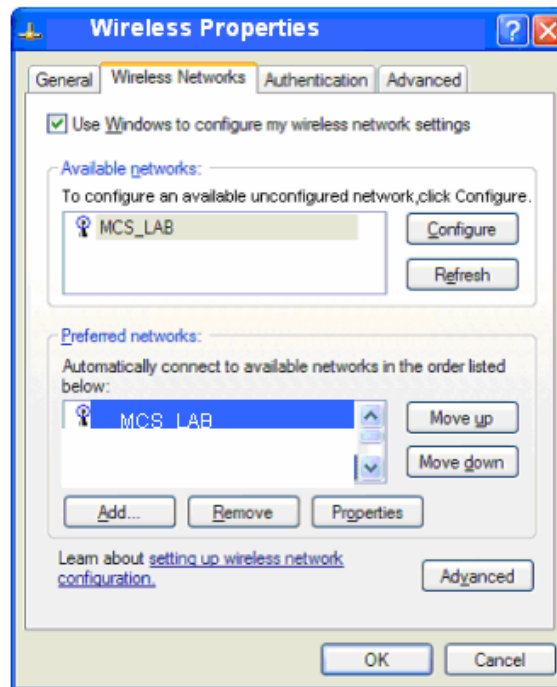 Wireless Properties
General Wireless Networks Authentication Advanced
Use Windows to configure my wireless network settings
Available networks:
To configure an available unconfigured network,click Configure.
MCS_LAB
Configure
Refresh
Preferred networks:
Automatically connect to available networks in the order listed
below:
MCS_LAB
Move up
Move down
Add... Remove Properties
Learn about setting up wireless network
configuration.
Advanced
OK Cancel